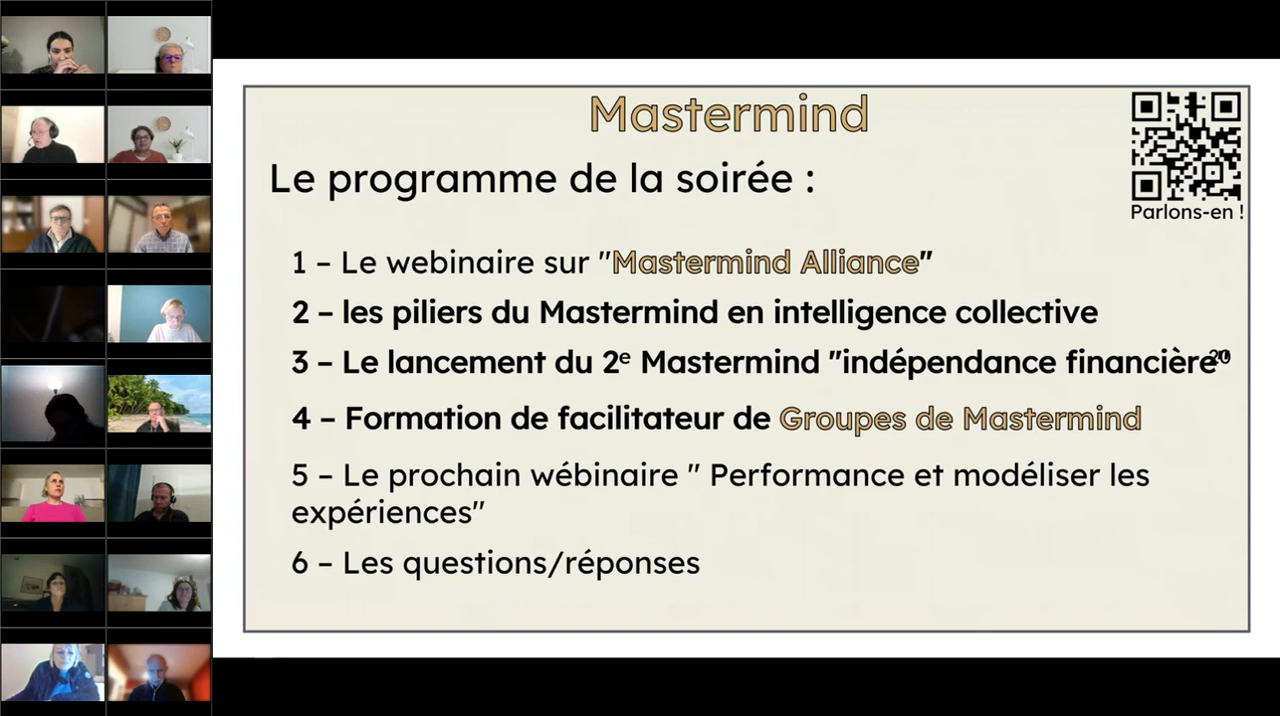 Mastermind
Le programme de la soirée :
Parlons-en !
1 – Le webinaire sur "Mastermind Alliance"
2 – les piliers du Mastermind en intelligence collective
3 – Le lancement du 2e Mastermind "indépendance financière"
20
4 – Formation de facilitateur de Groupes de Mastermind
5 – Le prochain wébinaire " Performance et modéliser les
expériences"
6 – Les questions/réponses